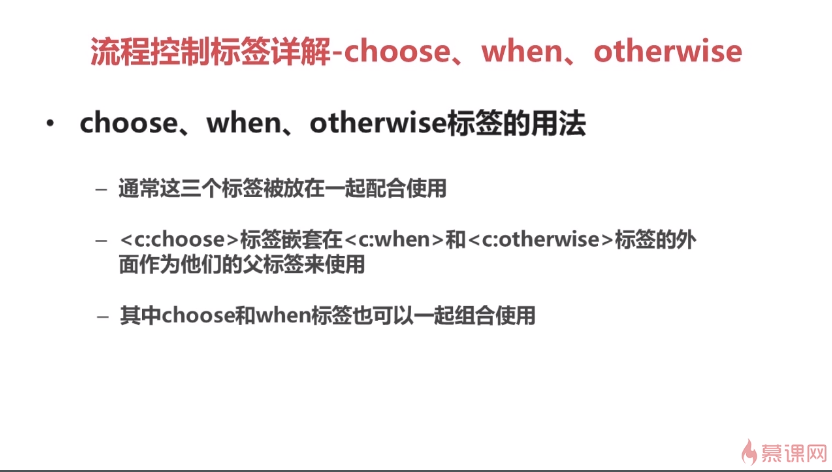 流程控制标签详解-choose、when、otherwise
• choose、when、otherwise标签的用法
– 通常这三个标签被放在一起配合使用
– <c:choose>标签嵌套在<c:when>和<c:otherwise>标签的外
面作为他们的父标签来使用
– 其中choose和when标签也可以一起组合使用
慕课网